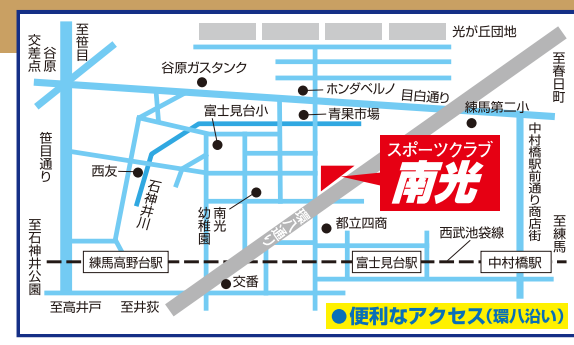 至笹目
谷原
交差点
光が丘団地
至春日町
谷原ガスタンク
ホンダベルノ
目白通り
富士見台小
青果市場
練馬第二小
笹目通り
スポーツクラブ
南光
中村橋駅前通り商店街
西友
石神井川
南光
幼稚園
環八通り
都立四商
西武池袋線
至練馬
至石神井公園
練馬高野台駅
富士見台駅
中村橋駅
交番
至高井戸
至井荻
●便利なアクセス(環八沿い)